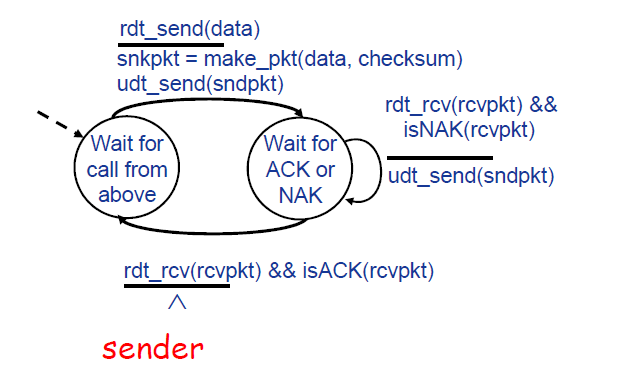 rdt_send(data)
snkpkt = make_pkt(data, checksum)
udt_send(sndpkt)
rdt_rcv(rcvpkt) &&
isNAK(rcvpkt)
udt_send(sndpkt)
Wait for
call from
above
Wait for
ACK or
NAK
rdt_rcv(rcvpkt) && isACK(rcvpkt)
Λ
sender